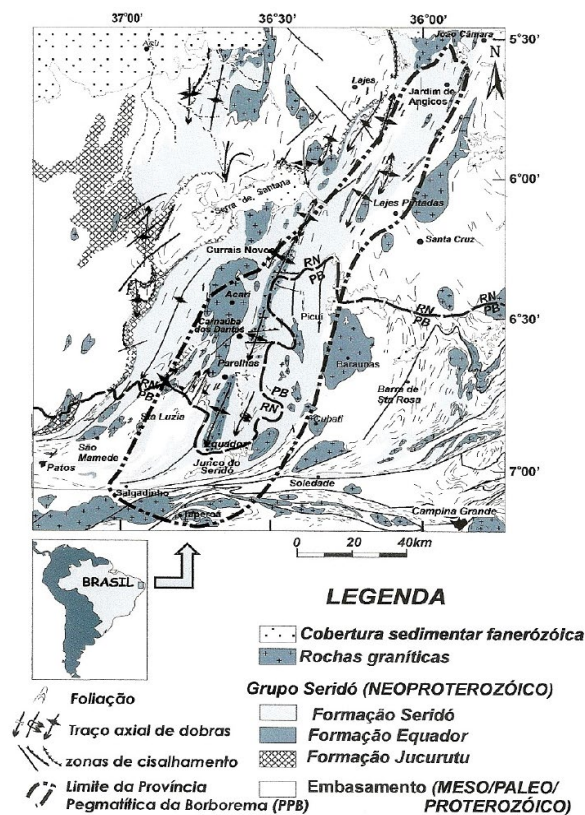 37°00'
36°30'
36°00'
João Câmara
5°30'
N
Açú
Lajes
Jardim de
Angicos
6°00'
Serra de Santana
Lajes Pintadas
Santa Cruz
Currais Novos
RN
PB
Acari
Picuí
RN
PB
RN
PB
Carnaúba
dos Dantas
6°30'
Parelhas
Baraúnas
RN
PB
PB
RN
Barra de
Sta Rosa
Sta Luzia
Cubati
São
Mamede
Equador
Junco do
Seridó
Patos
7°00'
Salgadinho
Soledade
Taperoá
Campina Grande
0 20 40km
BRASIL
LEGENDA
Cobertura sedimentar fanerózóica
Rochas graníticas
Grupo Seridó (NEOPROTEROZÓICO)
Formação Seridó
Formação Equador
Formação Jucurutu
Embasamento (MESO/PALEO/
PROTEROZÓICO)
Foliação
Traço axial de dobras
zonas de cisalhamento
Limite da Província
Pegmatítica da Borborema (PPB)